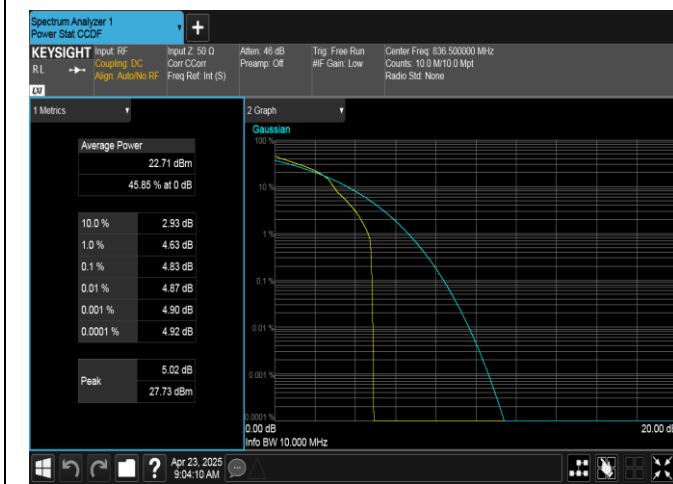 Spectrum Analyzer 1
Power Stat CCDF
+
KEYSIGHT
RL
LXI
Input: RF
Coupling: DC
Align: Auto/No RF
Input Z: 50 Ω
Corr CCorr
Freq Ref: Int (S)
Atten: 46 dB
Preamp: Off
Trig: Free Run
#IF Gain: Low
Center Freq: 836.500000 MHz
Counts: 10.0 M/10.0 Mpt
Radio Std: None
1 Metrics
Average Power
22.71 dBm
45.85 % at 0 dB
10.0 % 2.93 dB
1.0 % 4.63 dB
0.1 % 4.83 dB
0.01 % 4.87 dB
0.001 % 4.90 dB
0.0001 % 4.92 dB
Peak
5.02 dB
27.73 dBm
2 Graph
Gaussian
100 %
10 %
1 %
0.1 %
0.01 %
0.001 %
0.0001 %
0.00 dB
20.00 dB
Info BW 10.000 MHz
?
Apr 23, 2025
9:04:10 AM